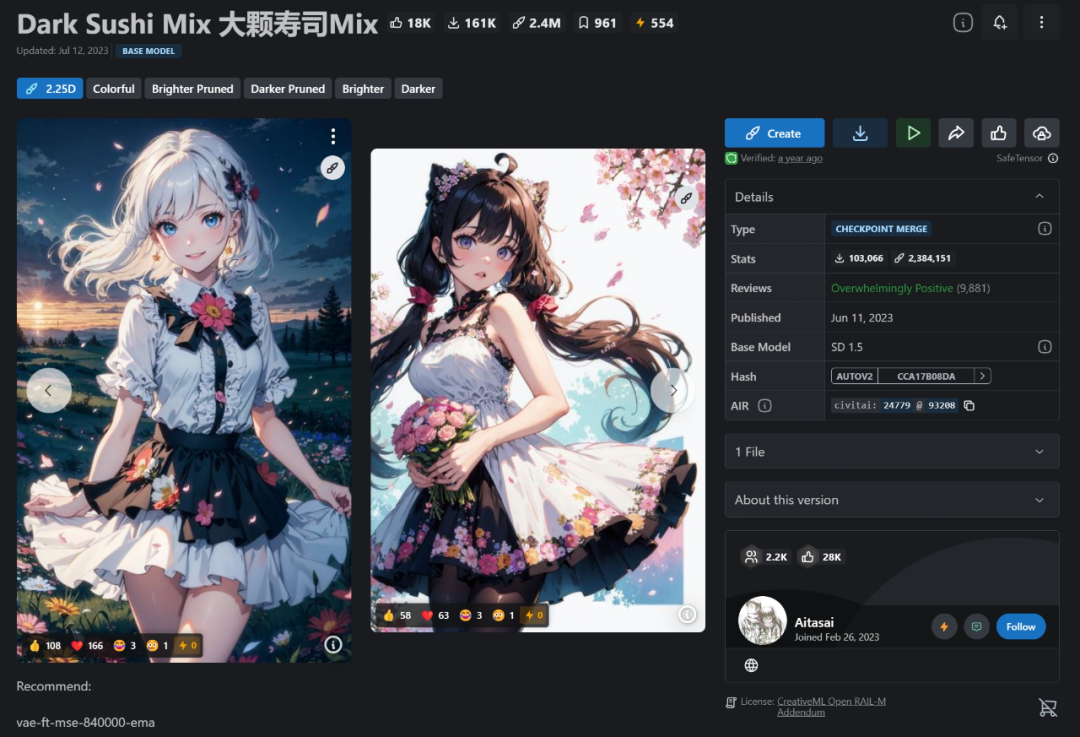 Dark Sushi Mix 大颗寿司Mix 18K 161K 2.4M 961 554
Updated: Jul 12, 2023 BASE MODEL
2.25D Colorful Brighter Pruned Darker Pruned Brighter Darker
Create
Verified: a year ago SafeTensor
Details
Type CHECKPOINT MERGE
Stats 103,066 2,384,151
Reviews Overwhelmingly Positive (9,881)
Published Jun 11, 2023
Base Model SD 1.5
Hash AUTOV2 CCA17B08DA
AIR civitai: 24779 @ 93208
1 File
About this version
2.2K 28K
Aitasai
Joined Feb 26, 2023
Follow
License: CreativeML Open RAIL-M
Addendum
58 63 3 1 0
108 166 3 1 0
Recommend:
vae-ft-mse-840000-ema